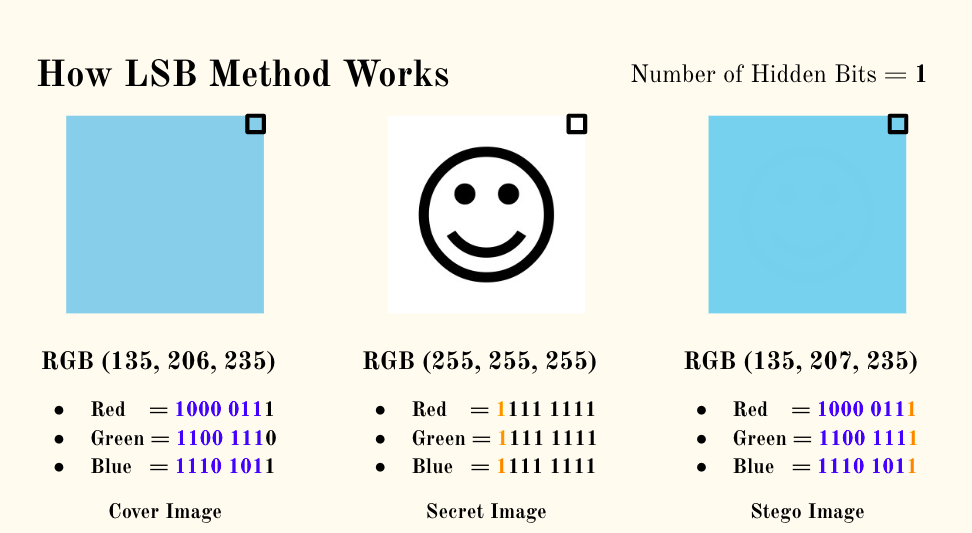 How LSB Method Works
Number of Hidden Bits = 1
RGB (135, 206, 235)
● Red = 1000 0111
● Green = 1100 1110
● Blue = 1110 1011
Cover Image
RGB (255, 255, 255)
● Red = 1111 1111
● Green = 1111 1111
● Blue = 1111 1111
Secret Image
RGB (135, 207, 235)
● Red = 1000 0111
● Green = 1100 1111
● Blue = 1110 1011
Stego Image